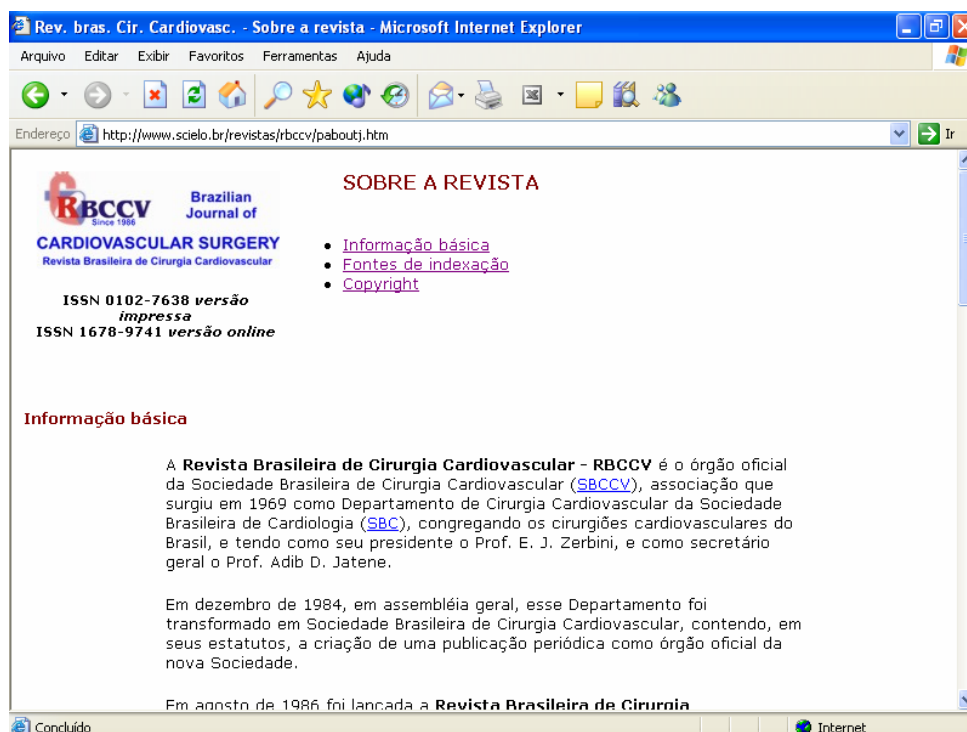 Rev. bras. Cir. Cardiovasc. - Sobre a revista - Microsoft Internet Explorer
Arquivo Editar Exibir Favoritos Ferramentas Ajuda
Endereço http://www.scielo.br/revistas/rbccv/paboutj.htm Ir
RBCCV
Since 1986
Brazilian
Journal of
CARDIOVASCULAR SURGERY
Revista Brasileira de Cirurgia Cardiovascular
ISSN 0102-7638 versão
impressa
ISSN 1678-9741 versão online
SOBRE A REVISTA
• Informação básica
• Fontes de indexação
• Copyright
Informação básica
A Revista Brasileira de Cirurgia Cardiovascular - RBCCV é o órgão oficial
da Sociedade Brasileira de Cirurgia Cardiovascular (SBCCV), associação que
surgiu em 1969 como Departamento de Cirurgia Cardiovascular da Sociedade
Brasileira de Cardiologia (SBC), congregando os cirurgiões cardiovasculares do
Brasil, e tendo como seu presidente o Prof. E. J. Zerbini, e como secretário
geral o Prof. Adib D. Jatene.
Em dezembro de 1984, em assembléia geral, esse Departamento foi
transformado em Sociedade Brasileira de Cirurgia Cardiovascular, contendo, em
seus estatutos, a criação de uma publicação periódica como órgão oficial da
nova Sociedade.
Em agosto de 1986 foi lançada a Revista Brasileira de Cirurgia
Concluído Internet